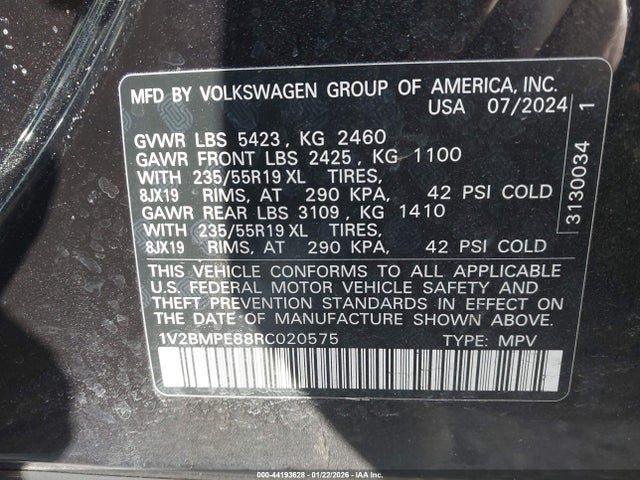 MFD BY VOLKSWAGEN GROUP OF AMERICA, INC.
USA 07/2024
GVWR LBS 5423, KG 2460
GAWR FRONT LBS 2425, KG 1100
WITH 235/55R19 XL TIRES,
8JX19 RIMS, AT 290 KPA, 42 PSI COLD
GAWR REAR LBS 3109, KG 1410
WITH 235/55R19 XL TIRES,
8JX19 RIMS, AT 290 KPA, 42 PSI COLD
THIS VEHICLE CONFORMS TO ALL APPLICABLE
U.S. FEDERAL MOTOR VEHICLE SAFETY AND
THEFT PREVENTION STANDARDS IN EFFECT ON
THE DATE OF MANUFACTURE SHOWN ABOVE.
1V2BMPE88RC020575 TYPE: MPV
3130034 1
000-44193628 - 01/22/2026 - IAAI.COM